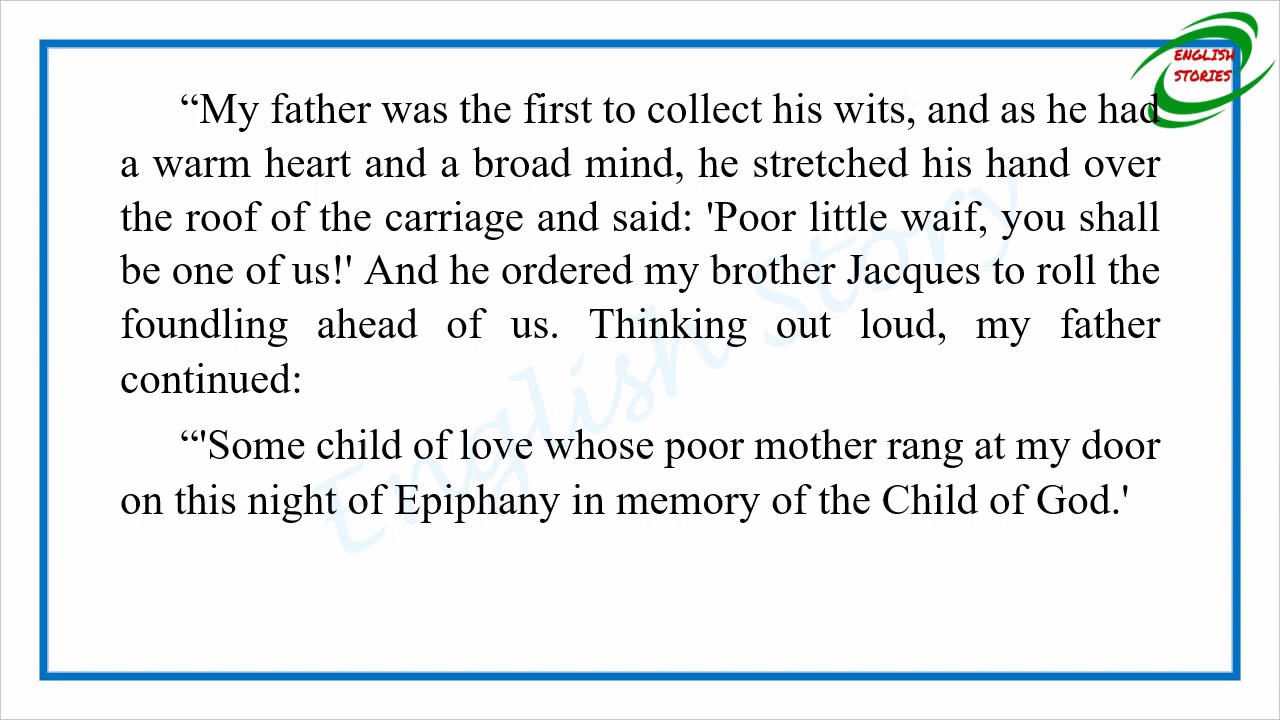 ENGLISH
STORIES
“My father was the first to collect his wits, and as he had
a warm heart and a broad mind, he stretched his hand over
the roof of the carriage and said: 'Poor little waif, you shall
be one of us!' And he ordered my brother Jacques to roll the
foundling ahead of us. Thinking out loud, my father
continued:
“'Some child of love whose poor mother rang at my door
on this night of Epiphany in memory of the Child of God.'
English Story